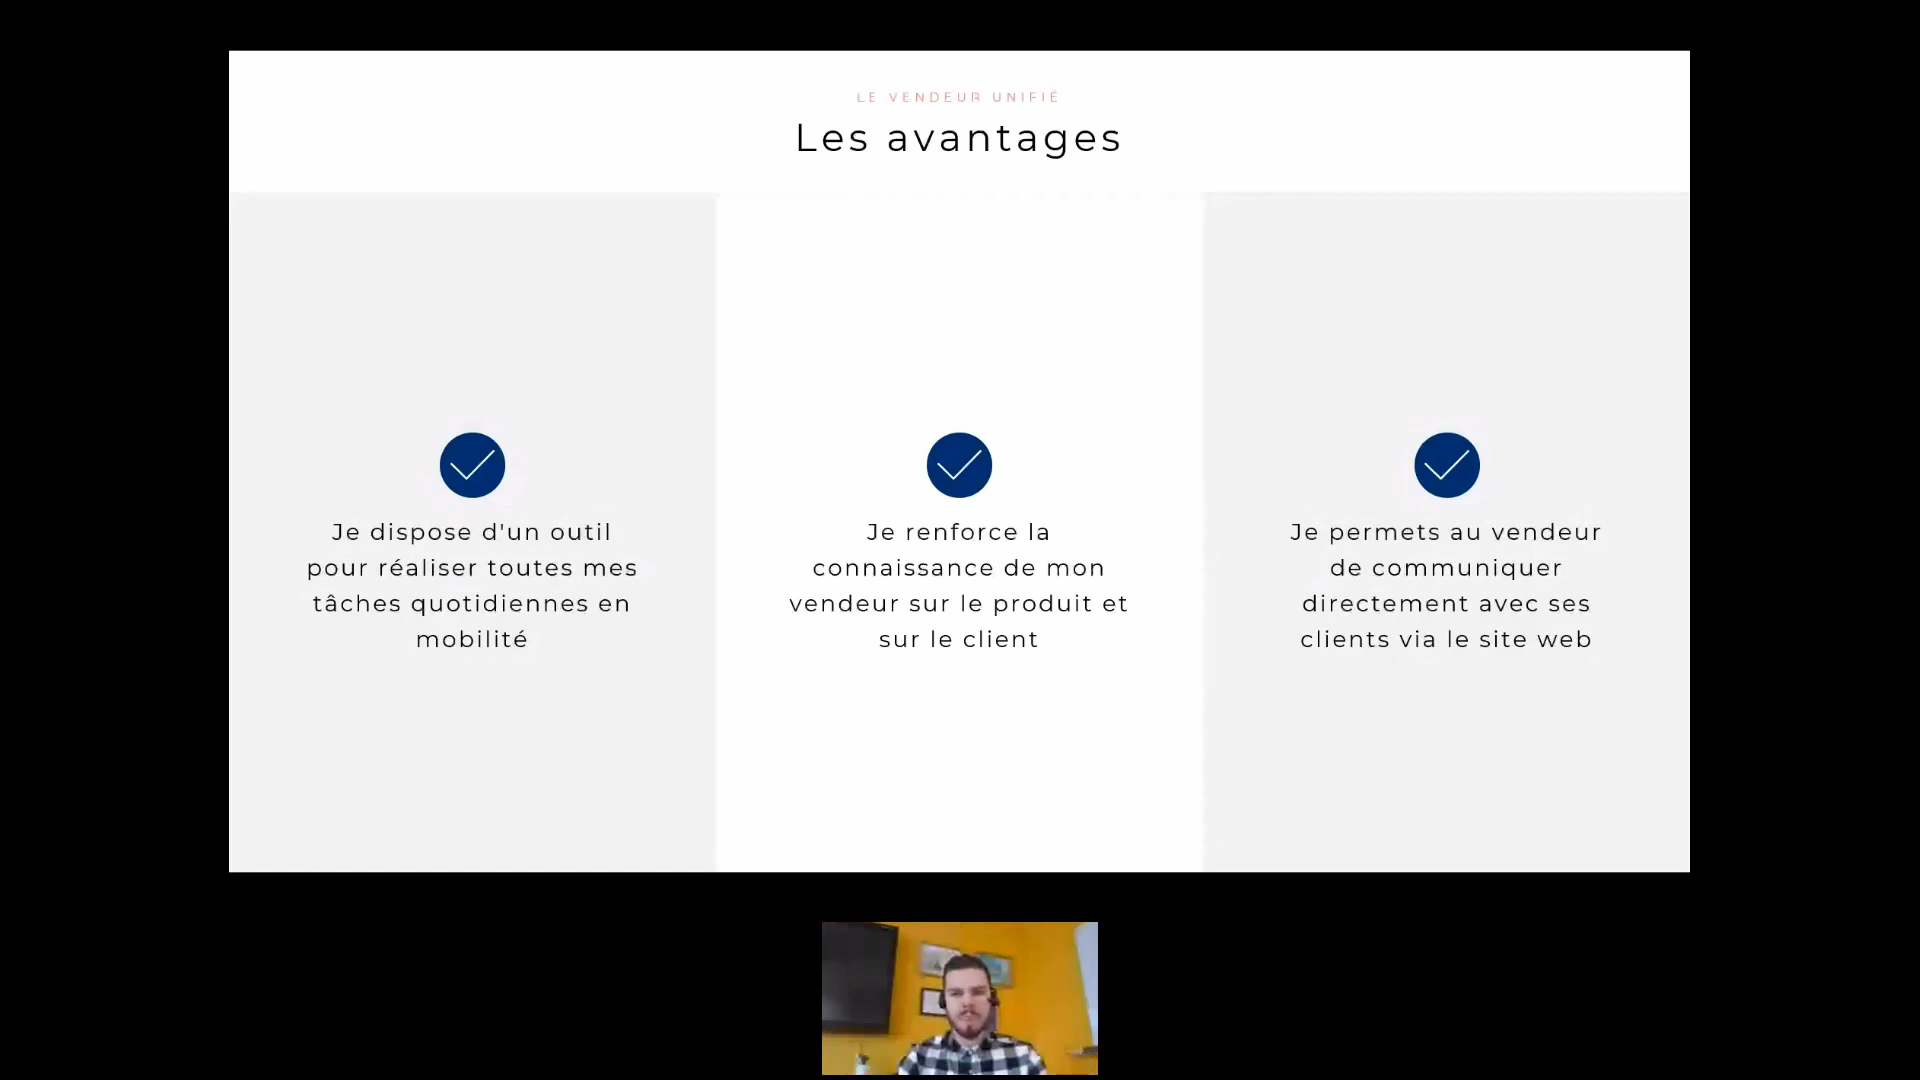 LE VENDEUR UNIFIÉ
Les avantages
Je dispose d'un outil
pour réaliser toutes mes
tâches quotidiennes en
mobilité
Je renforce la
connaissance de mon
vendeur sur le produit et
sur le client
Je permets au vendeur
de communiquer
directement avec ses
clients via le site web